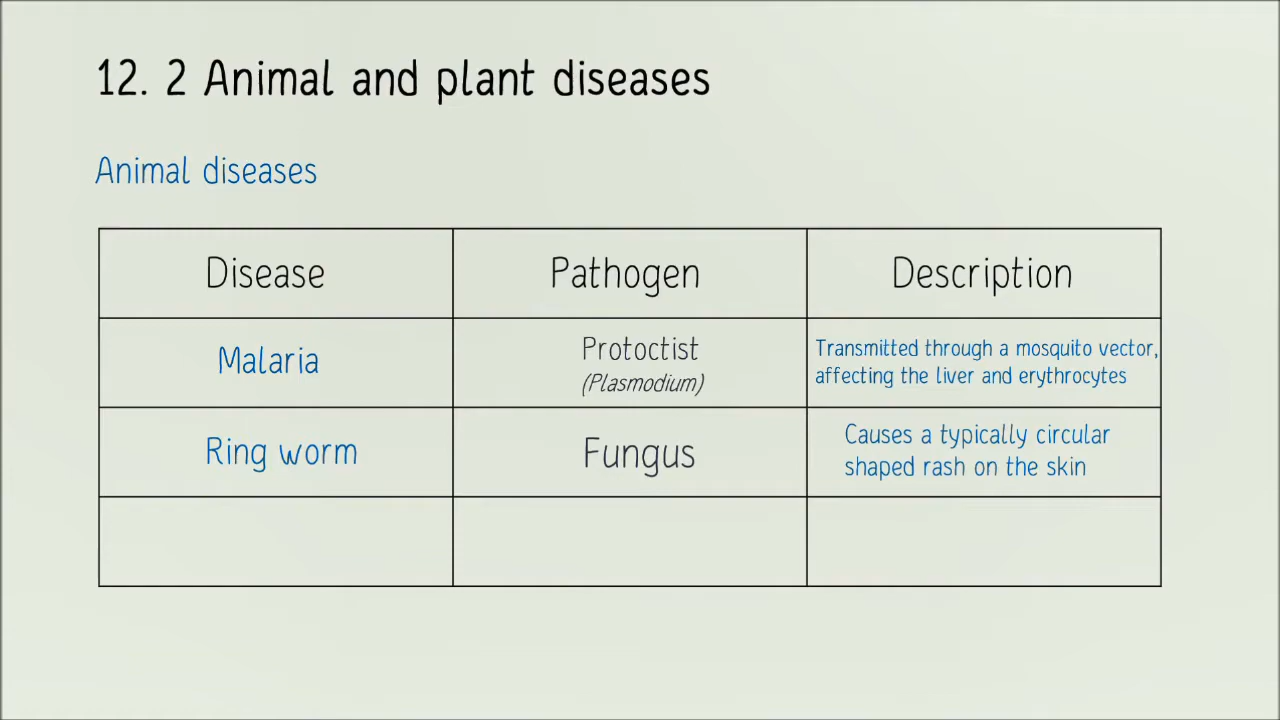 12. 2 Animal and plant diseases
Animal diseases
Disease
Pathogen
Description
Malaria
Protoctist
(Plasmodium)
Transmitted through a mosquito vector,
affecting the liver and erythrocytes
Ring worm
Fungus
Causes a typically circular
shaped rash on the skin